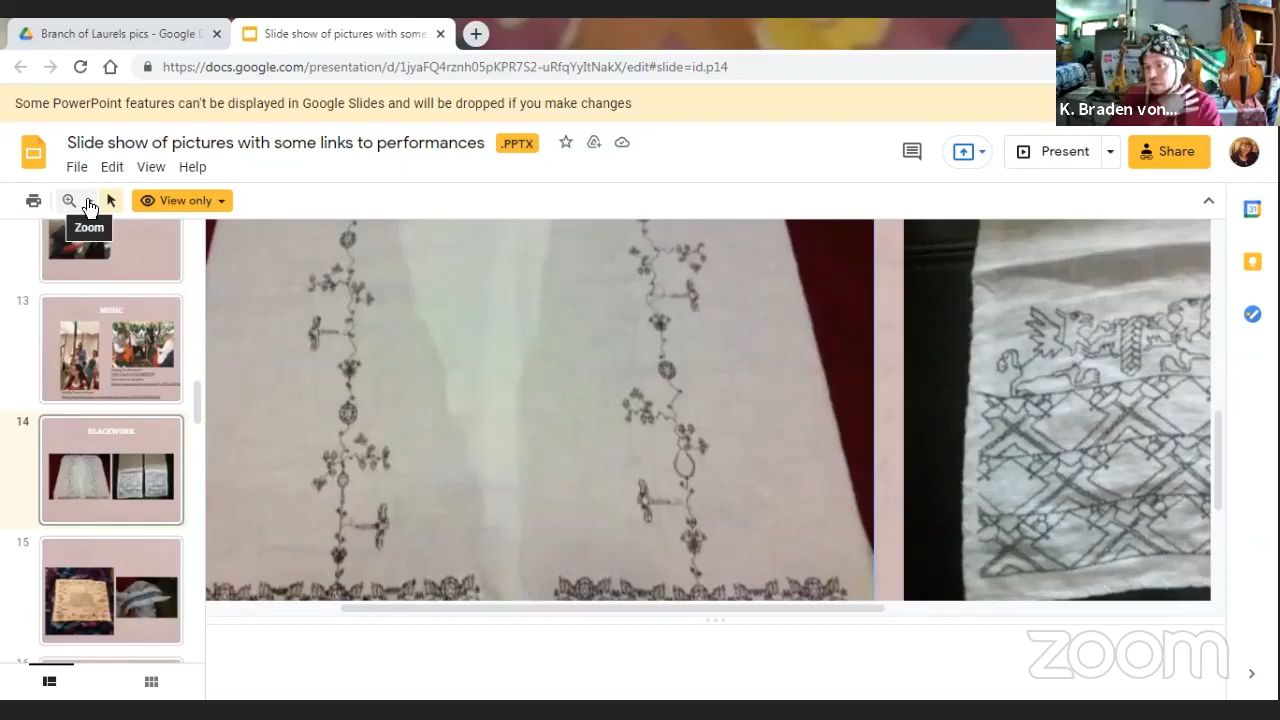 Branch of Laurels pics - Google D
Slide show of pictures with some
https://docs.google.com/presentation/d/1jyaFQ4rznh05pKPR7S2-uRfqYyItNakX/edit#slide=id.p14
K. Braden von...
Some PowerPoint features can't be displayed in Google Slides and will be dropped if you make changes
Slide show of pictures with some links to performances
.PPTX
File Edit View Help
Present
Share
View only
Zoom
31
13
MUSIC
14
BLACKWORK
15
zoom